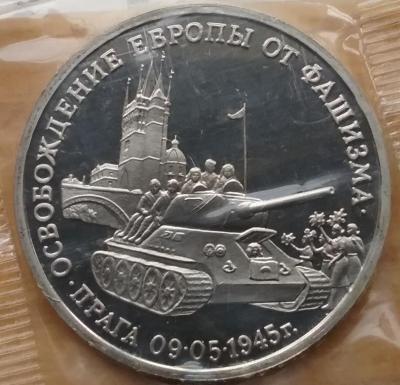 ОСВОБОЖДЕНИЕ ЕВРОПЫ ОТ ФАШИЗМА
· ПРАГА 09·05·1945г. ·